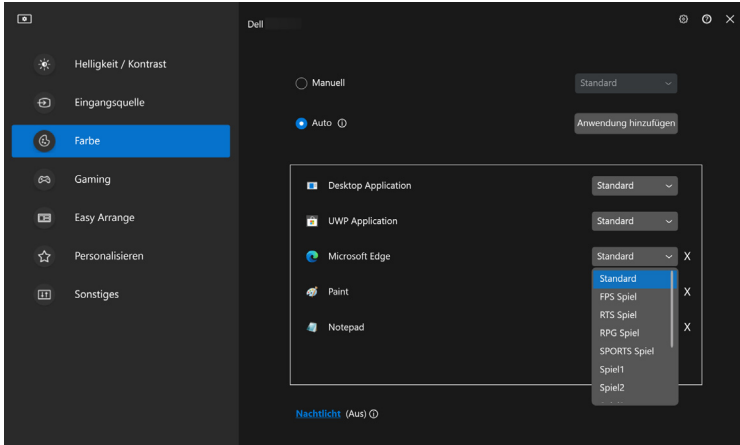 Dell
Helligkeit / Kontrast
Eingangsquelle
Farbe
Gaming
Easy Arrange
Personalisieren
Sonstiges
Manuell
Standard
Auto
Anwendung hinzufügen
Desktop Application
Standard
UWP Application
Standard
Microsoft Edge
Standard
X
Paint
X
Notepad
X
Standard
FPS Spiel
RTS Spiel
RPG Spiel
SPORTS Spiel
Spiel1
Spiel2
Nachtlicht (Aus)